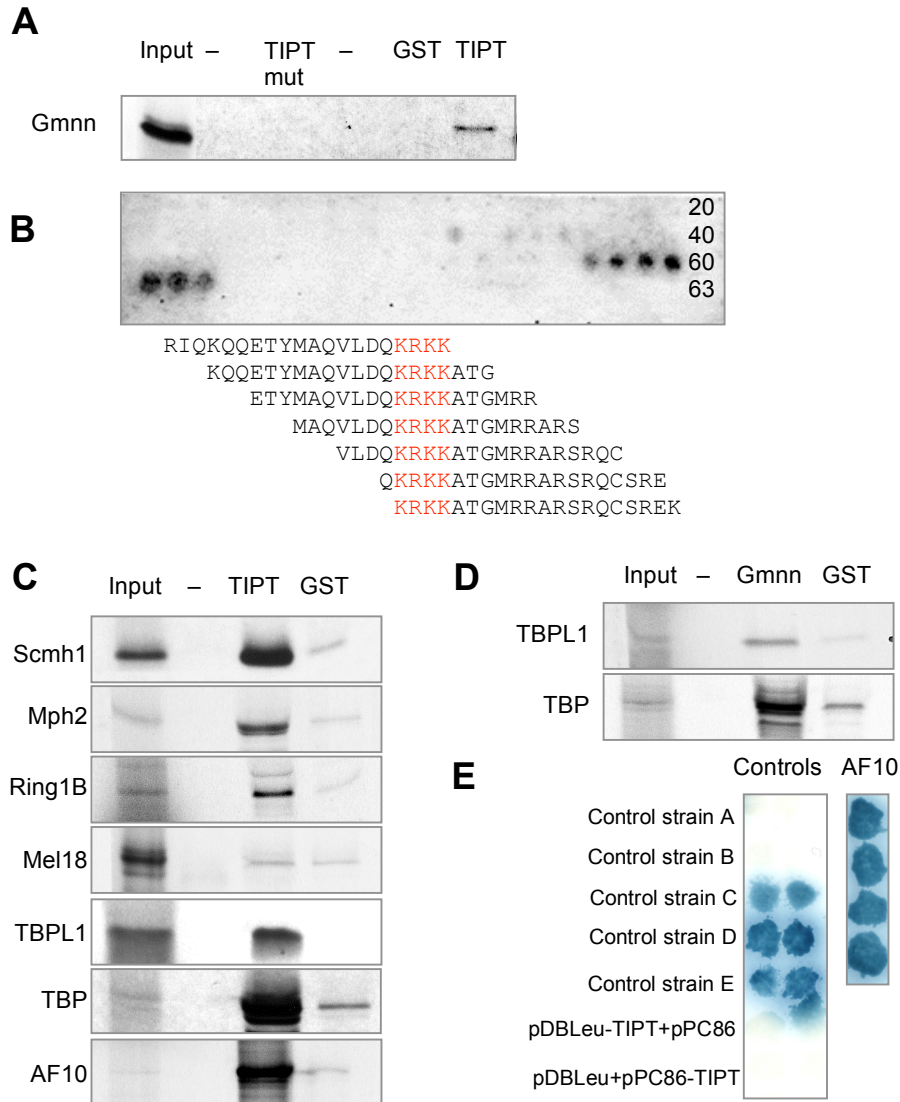 A
Input – TIPT mut – GST TIPT
Gmnn
B
20
40
60
63
RIQKQQETYMAQVLDQKRKK
KQQETYMAQVLDQKRKKATG
ETYMAQVLDQKRKKATGMRR
MAQVLDQKRKKATGMRRARS
VLDQKRKKATGMRRARSRQC
QKRKKATGMRRARSRQCSRE
KRKKATGMRRARSRQCSREK
C
Input – TIPT GST
Scmh1
Mph2
Ring1B
Mel18
TBPL1
TBP
AF10
D
Input – Gmnn GST
TBPL1
TBP
E
Controls AF10
Control strain A
Control strain B
Control strain C
Control strain D
Control strain E
pDBLeu-TIPT+pPC86
pDBLeu+pPC86-TIPT